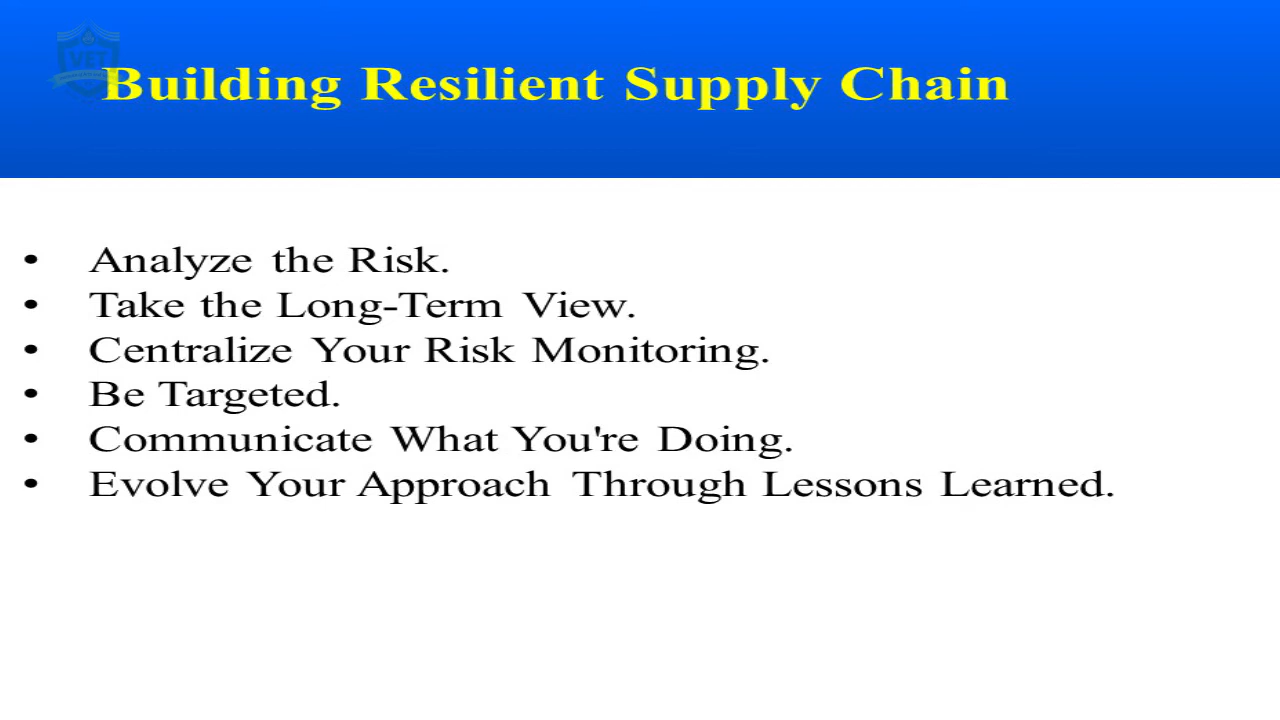 VET
Building Resilient Supply Chain
• Analyze the Risk.
• Take the Long-Term View.
• Centralize Your Risk Monitoring.
• Be Targeted.
• Communicate What You're Doing.
• Evolve Your Approach Through Lessons Learned.